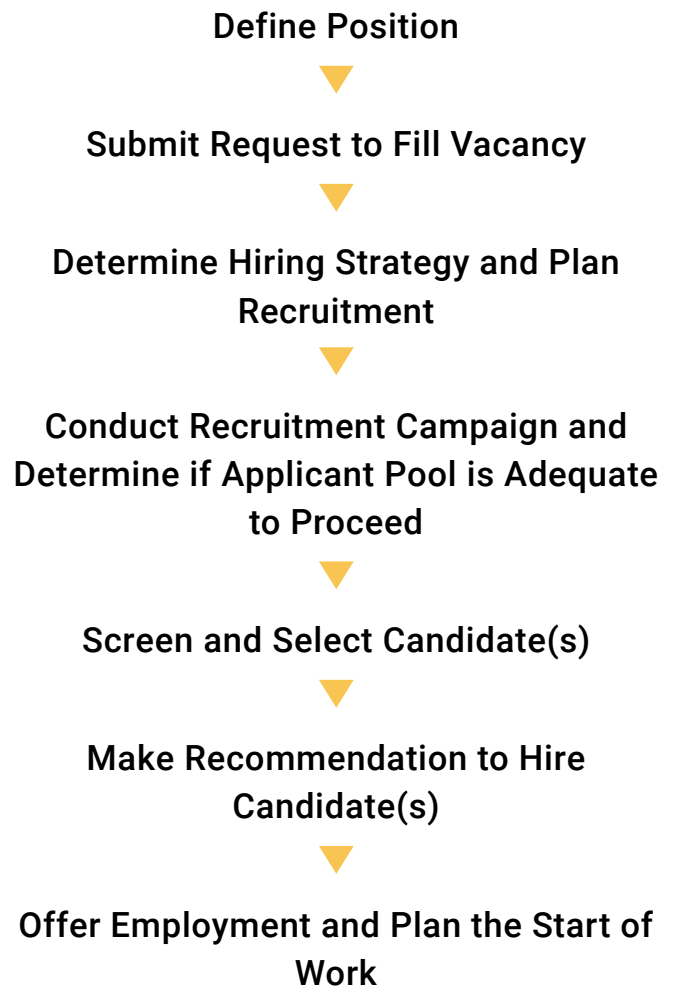 Define Position
Submit Request to Fill Vacancy
Determine Hiring Strategy and Plan
Recruitment
Conduct Recruitment Campaign and
Determine if Applicant Pool is Adequate
to Proceed
Screen and Select Candidate(s)
Make Recommendation to Hire
Candidate(s)
Offer Employment and Plan the Start of
Work